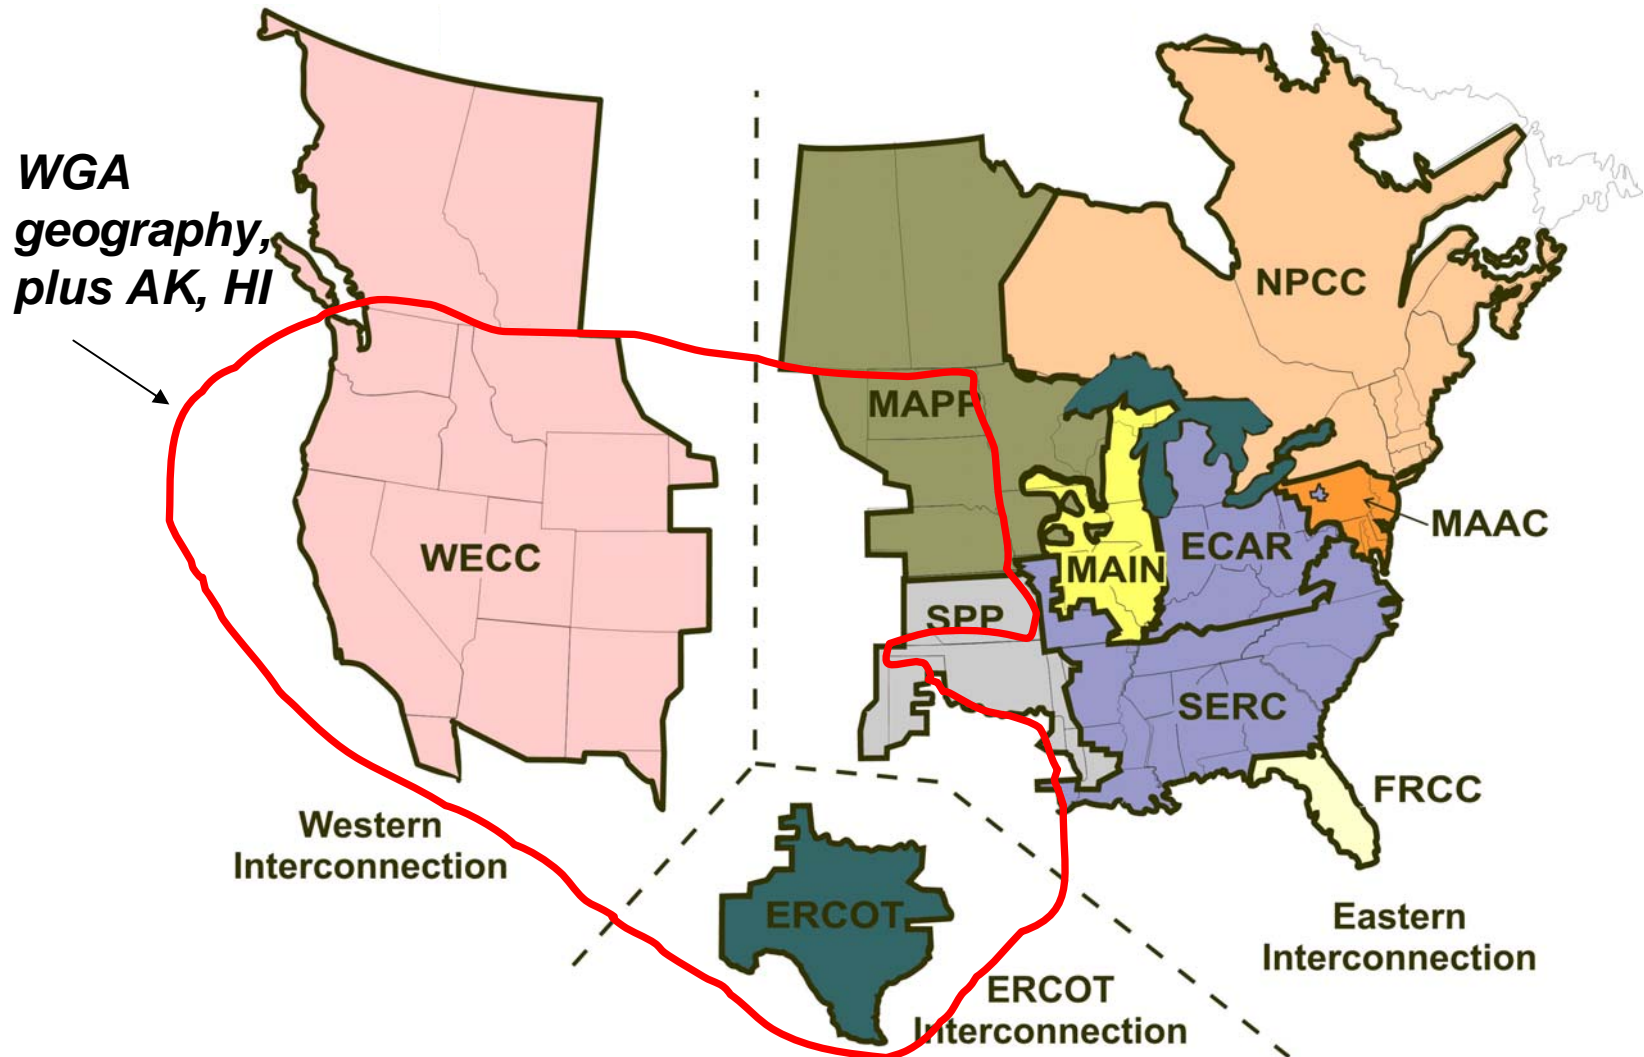 WGA
geography,
plus AK, HI
NPCC
MAPP
MAAC
ECAR
WECC
MAIN
SPP
SERC
FRCC
Western
Interconnection
ERCOT
Eastern
Interconnection
ERCOT
Interconnection